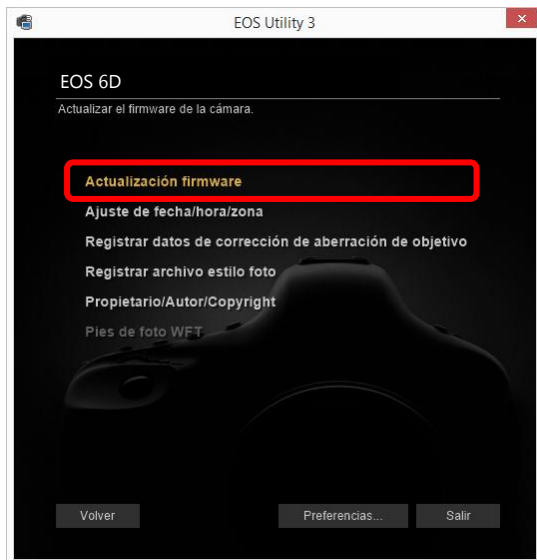 EOS Utility 3
EOS 6D
Actualizar el firmware de la cámara.
Actualización firmware
Ajuste de fecha/hora/zona
Registrar datos de corrección de aberración de objetivo
Registrar archivo estilo foto
Propietario/Autor/Copyright
Pies de foto WFT
Volver
Preferencias...
Salir